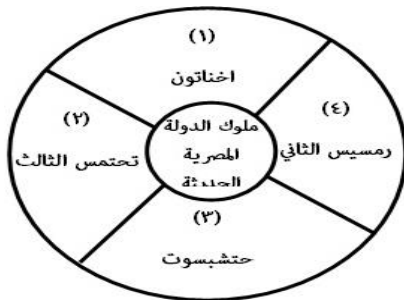 (١)
اخناتون
(٢)
تحتمس الثالث
ملوك الدولة
المصرية
الحديثة
(٤)
رمسيس الثاني
(٣)
حتشبسوت